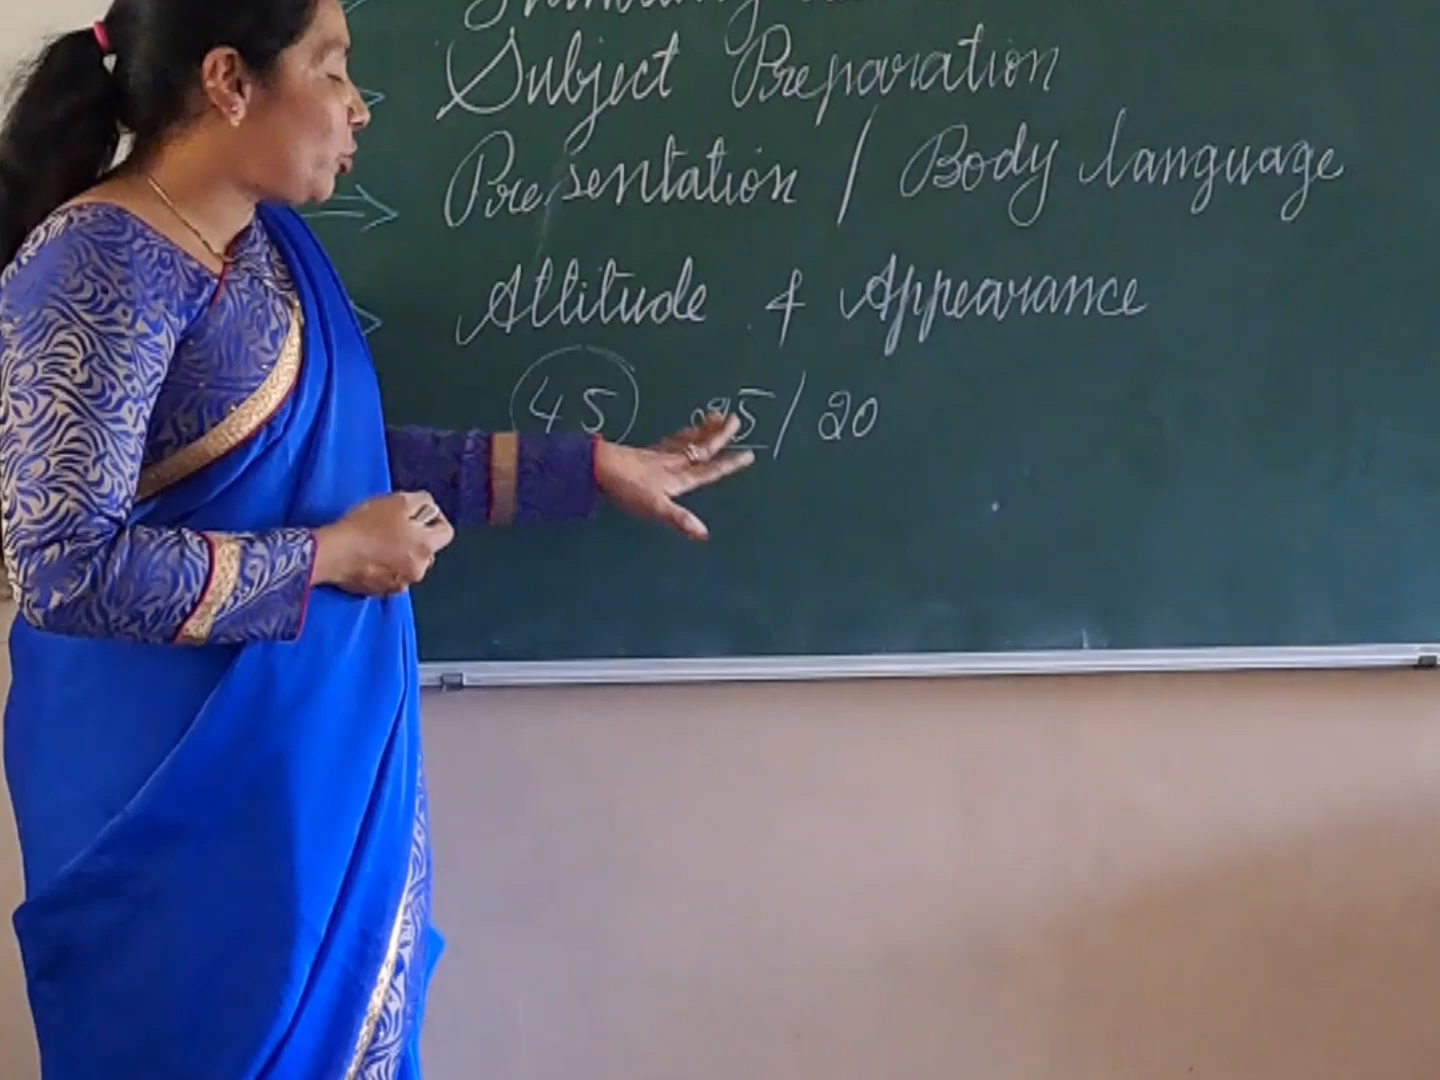 Subject Preparation
Presentation / Body language
Attitude & Appearance
45 25/20